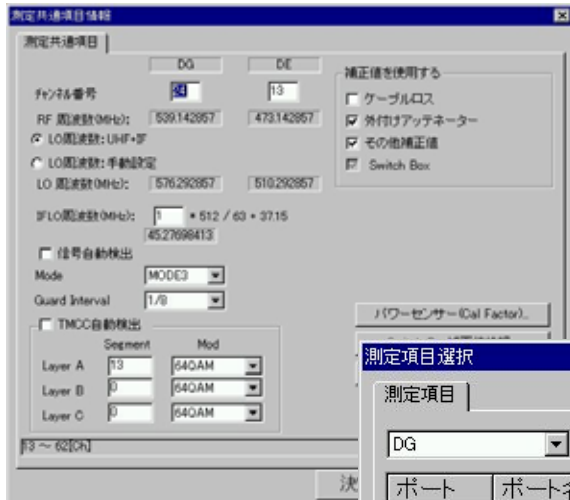 測定共通項目情報
測定共通項目
DG DE
チャンネル番号 24 13
RF 周波数(MHz): 539.142857 473.142857
LO周波数:UHF+IF
LO周波数:手動設定
LO 周波数(MHz): 576.292857 510.292857
IFLO周波数(MHz): 1 * 512 / 63 + 37.15
45.27698413
信号自動検出
Mode MODE3
Guard Interval 1/8
TMCC自動検出
Segment Mod
Layer A 13 64QAM
Layer B 0 64QAM
Layer C 0 64QAM
13 ～ 62[Ch]
補正値を使用する
ケーブルロス
外付けアッテネーター
その他補正値
Switch Box
パワーセンサー(Cal Factor)...
決
測定項目選択
測定項目
DG
ポート ポート